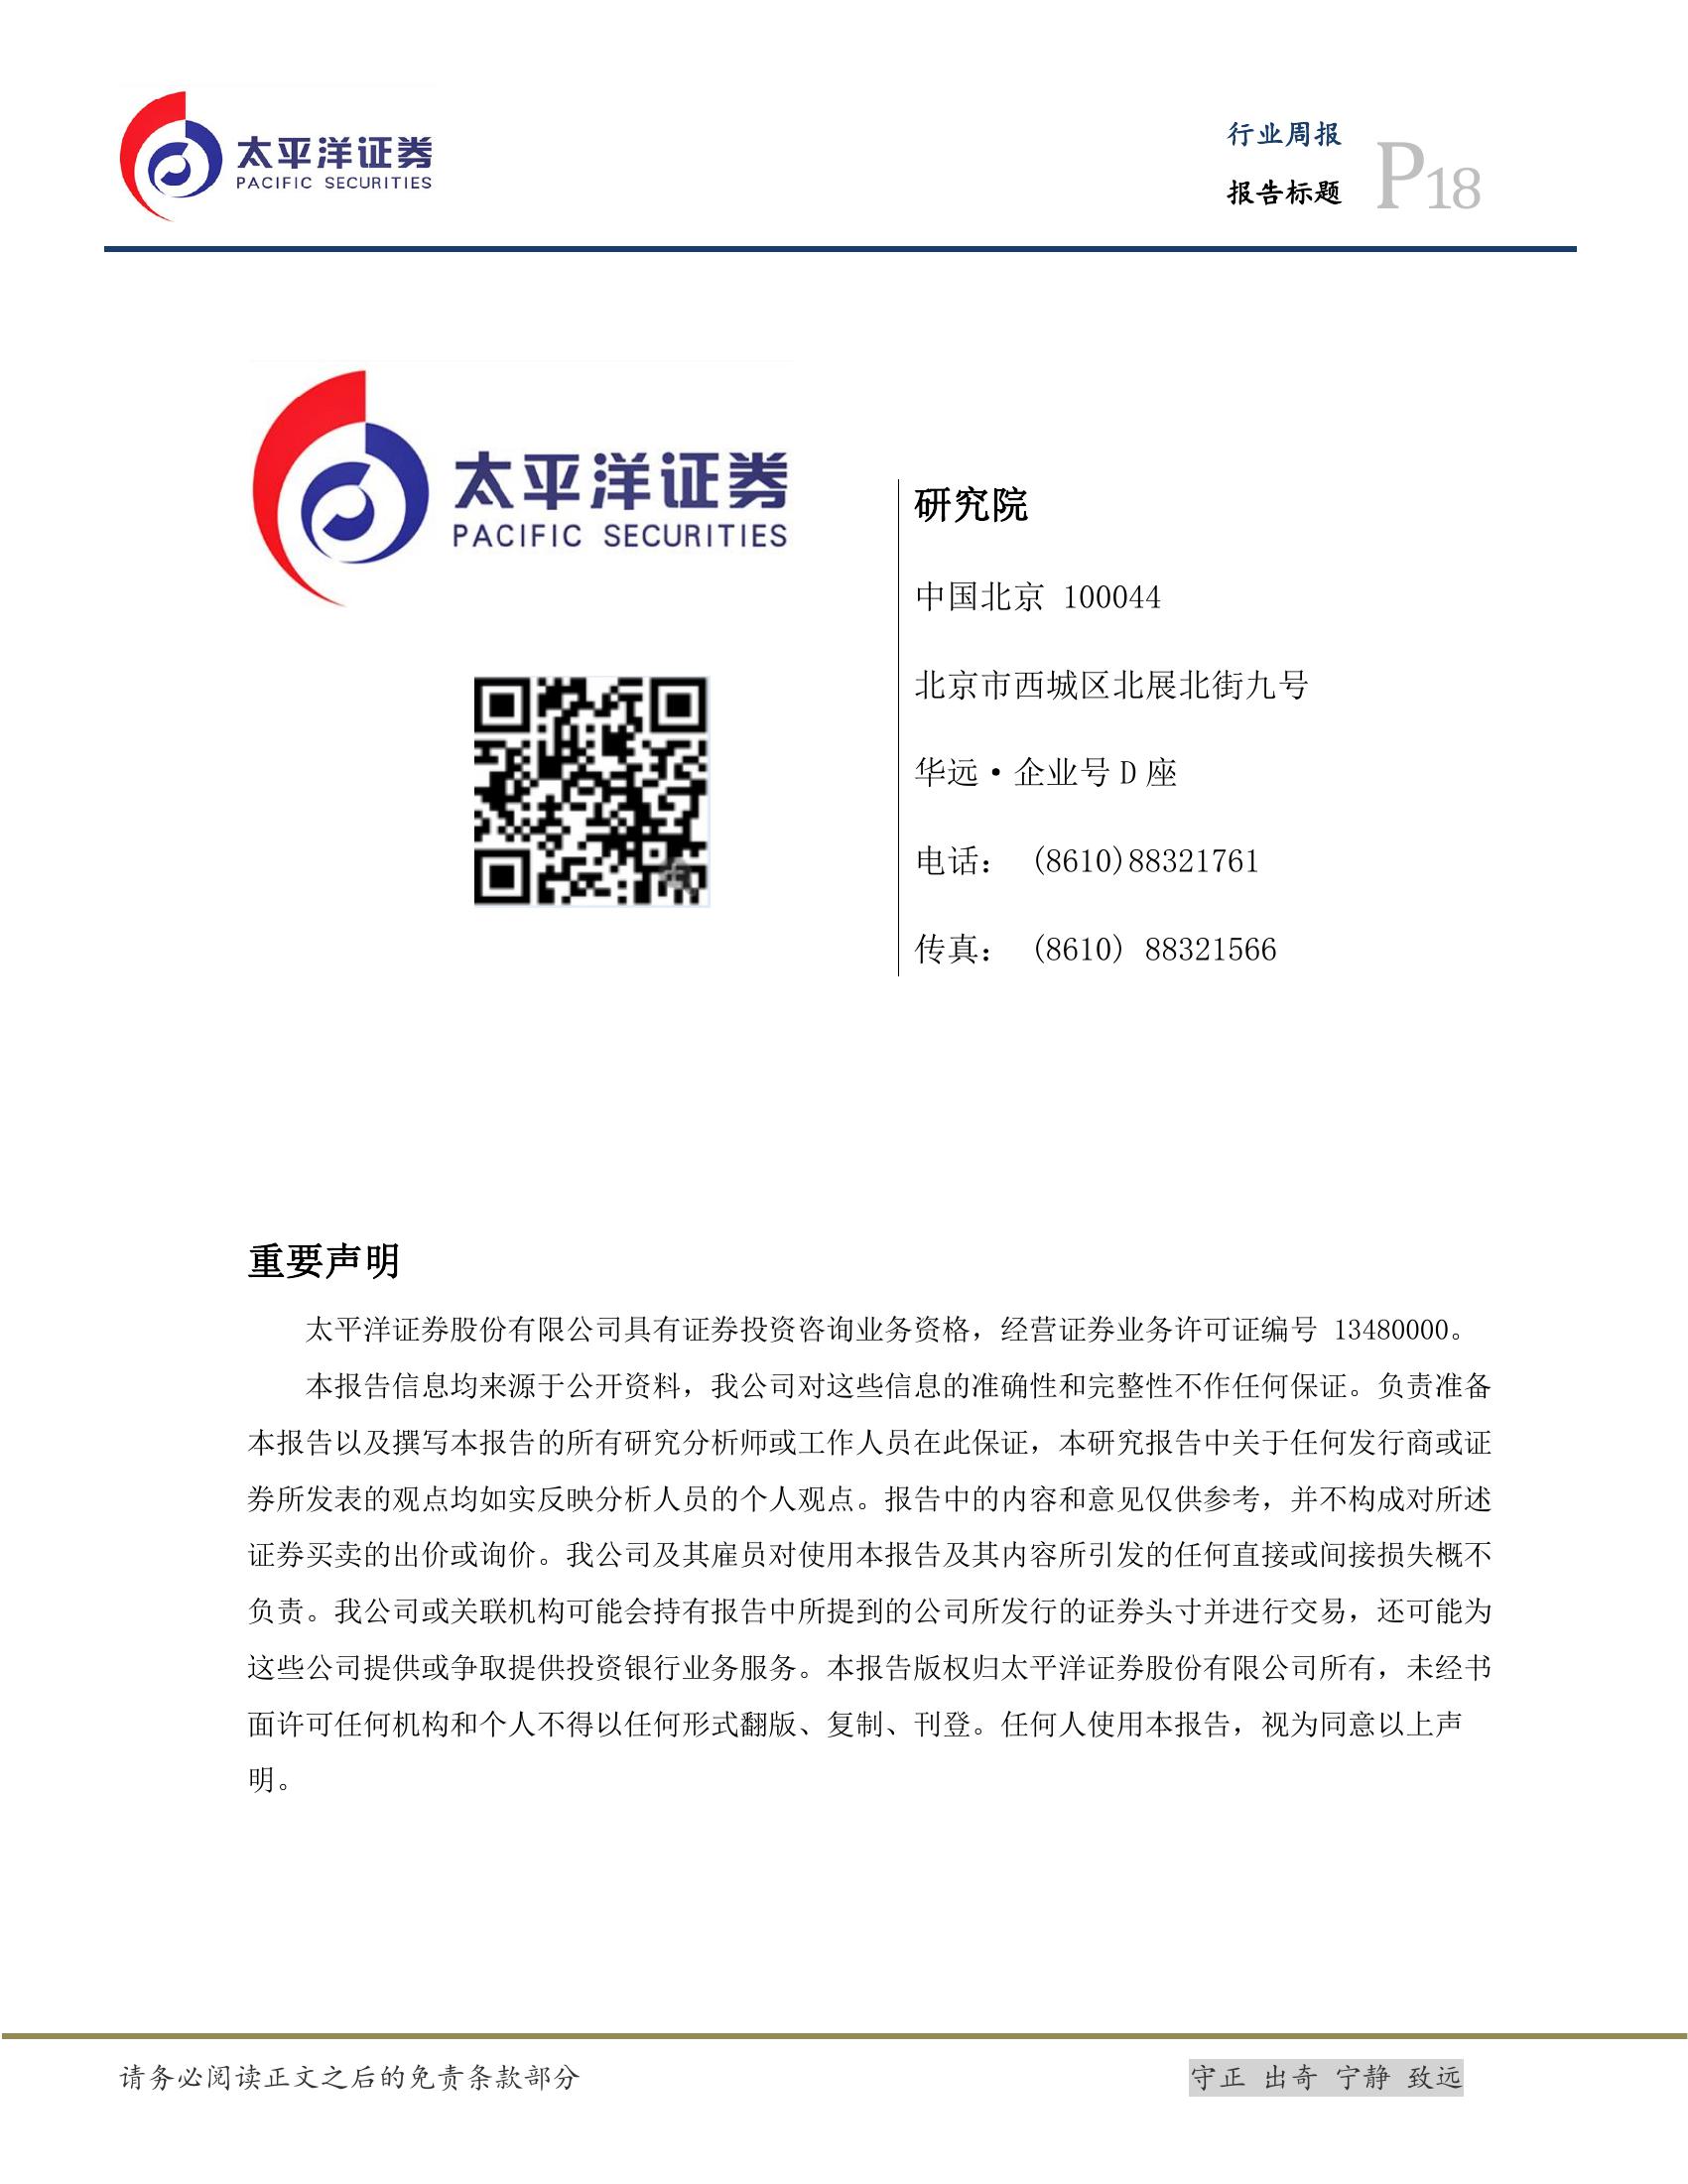 太平洋证券
PACIFIC SECURITIES
行业周报
报告标题
P18
太平洋证券
PACIFIC SECURITIES
研究院
中国北京 100044
北京市西城区北展北街九号
华远·企业号 D 座
电话： (8610)88321761
传真： (8610) 88321566
重要声明
太平洋证券股份有限公司具有证券投资咨询业务资格，经营证券业务许可证编号 13480000。
本报告信息均来源于公开资料，我公司对这些信息的准确性和完整性不作任何保证。负责准备
本报告以及撰写本报告的所有研究分析师或工作人员在此保证，本研究报告中关于任何发行商或证
券所发表的观点均如实反映分析人员的个人观点。报告中的内容和意见仅供参考，并不构成对所述
证券买卖的出价或询价。我公司及其雇员对使用本报告及其内容所引发的任何直接或间接损失概不
负责。我公司或关联机构可能会持有报告中所提到的公司所发行的证券头寸并进行交易，还可能为
这些公司提供或争取提供投资银行业务服务。本报告版权归太平洋证券股份有限公司所有，未经书
面许可任何机构和个人不得以任何形式翻版、复制、刊登。任何人使用本报告，视为同意以上声
明。
请务必阅读正文之后的免责条款部分
守正 出奇 宁静 致远